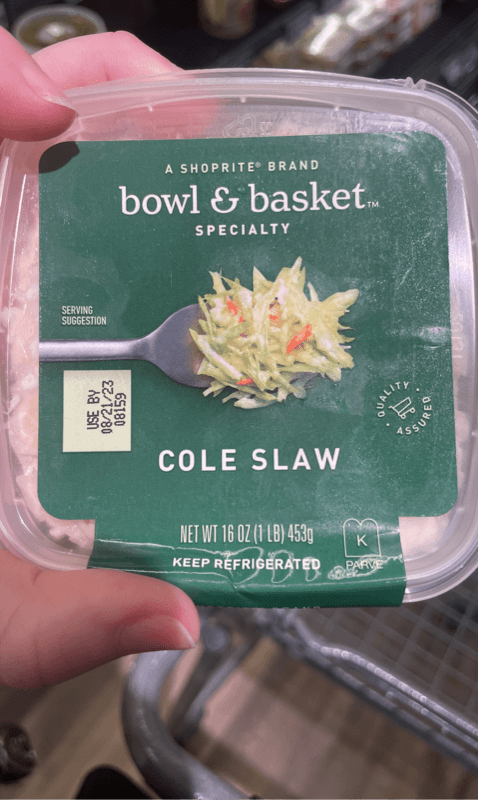 A SHOPRITE® BRAND
bowl & basket™
SPECIALTY
SERVING
SUGGESTION
USE BY
08/21/23
08159
QUALITY
ASSURED
COLE SLAW
NET WT 16 OZ (1 LB) 453g
KEEP REFRIGERATED
K
PARVE